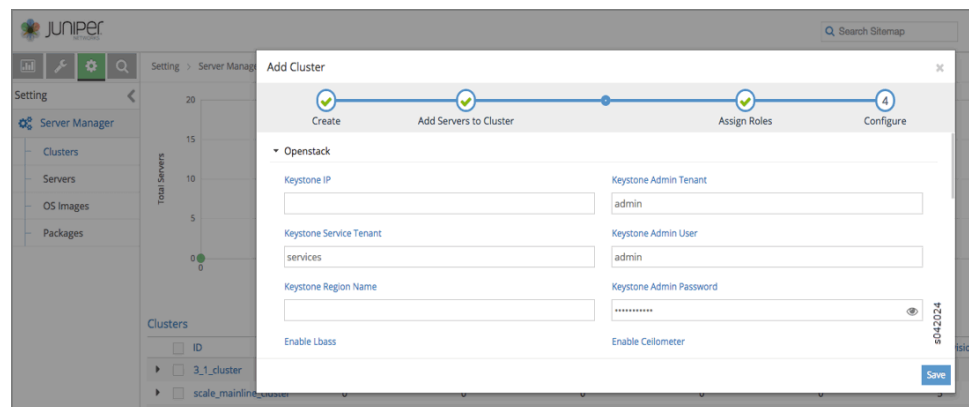 JUNIPER
NETWORKS
Search Sitemap
Setting > Server Manage
Add Cluster
Setting
Create
Add Servers to Cluster
Assign Roles
4
Configure
Server Manager
Clusters
Servers
OS Images
Packages
Total Servers
20
15
10
5
0
0
Openstack
Keystone IP
Keystone Admin Tenant
admin
Keystone Service Tenant
Keystone Admin User
services
admin
Keystone Region Name
Keystone Admin Password
Enable Lbass
Enable Ceilometer
s042024
Save
Clusters
ID
3_1_cluster
scale_mainline_cluster